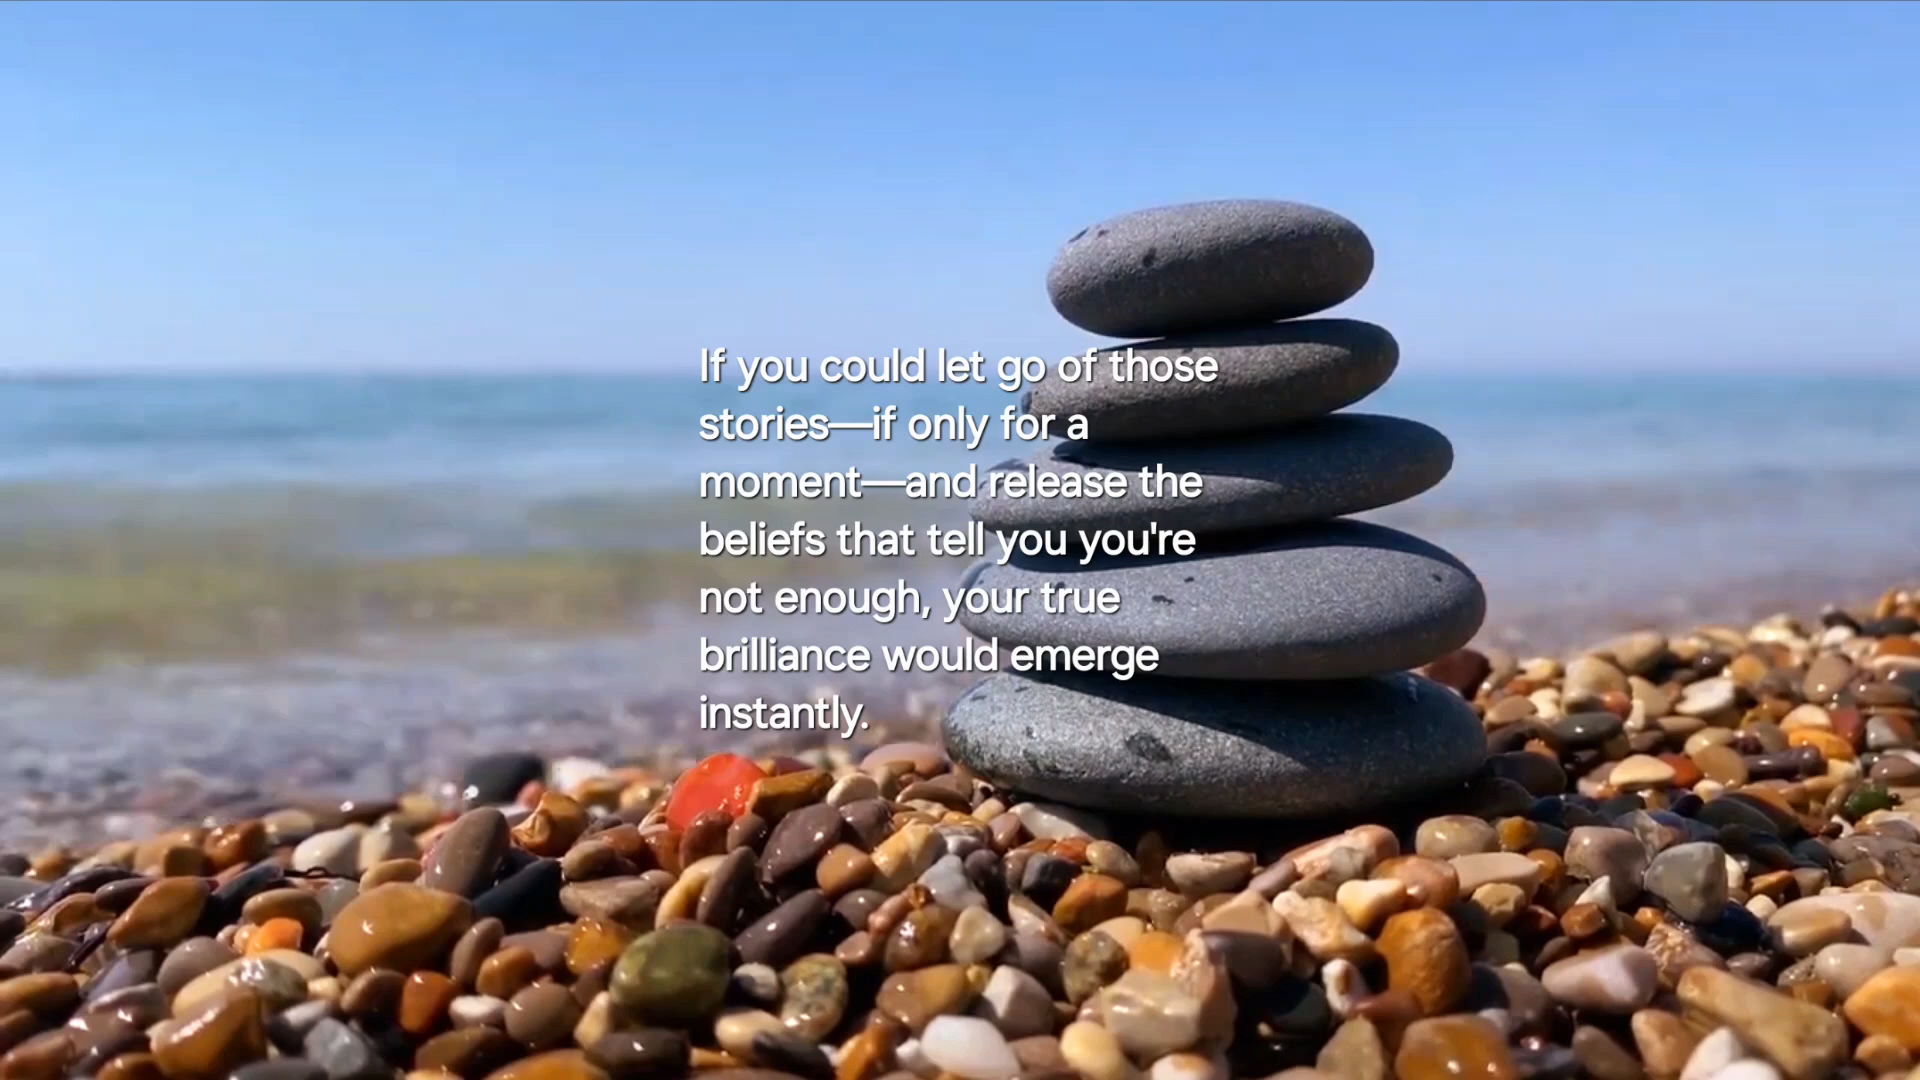 If you could let go of those
stories—if only for a
moment—and release the
beliefs that tell you you're
not enough, your true
brilliance would emerge
instantly.